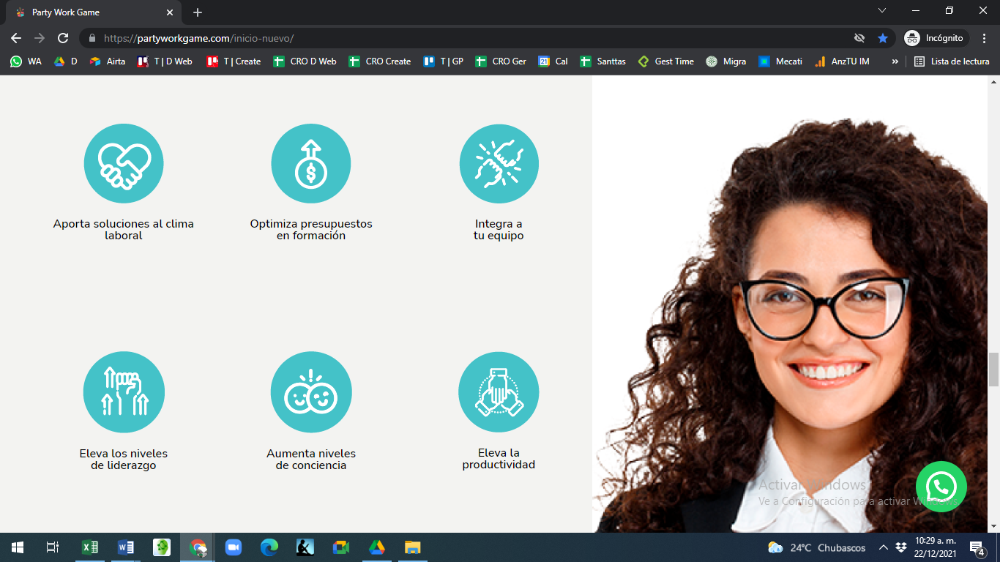 Party Work Game
https://partyworkgame.com/inicio-nuevo/
Incógnito
WA
D
Airta
T | D Web
T | Create
CRO D Web
CRO Create
T | GP
CRO Ger
31
Cal
Santtas
Gest Time
Migra
Mecati
AnzTU IM
»
Lista de lectura
$
Aporta soluciones al clima
laboral
Optimiza presupuestos
en formación
Integra a
tu equipo
Eleva los niveles
de liderazgo
Aumenta niveles
de conciencia
Eleva la
productividad
Activar Windows
Ve a Configuración para activar Windows.
24°C Chubascos
10:29 a. m.
22/12/2021
4